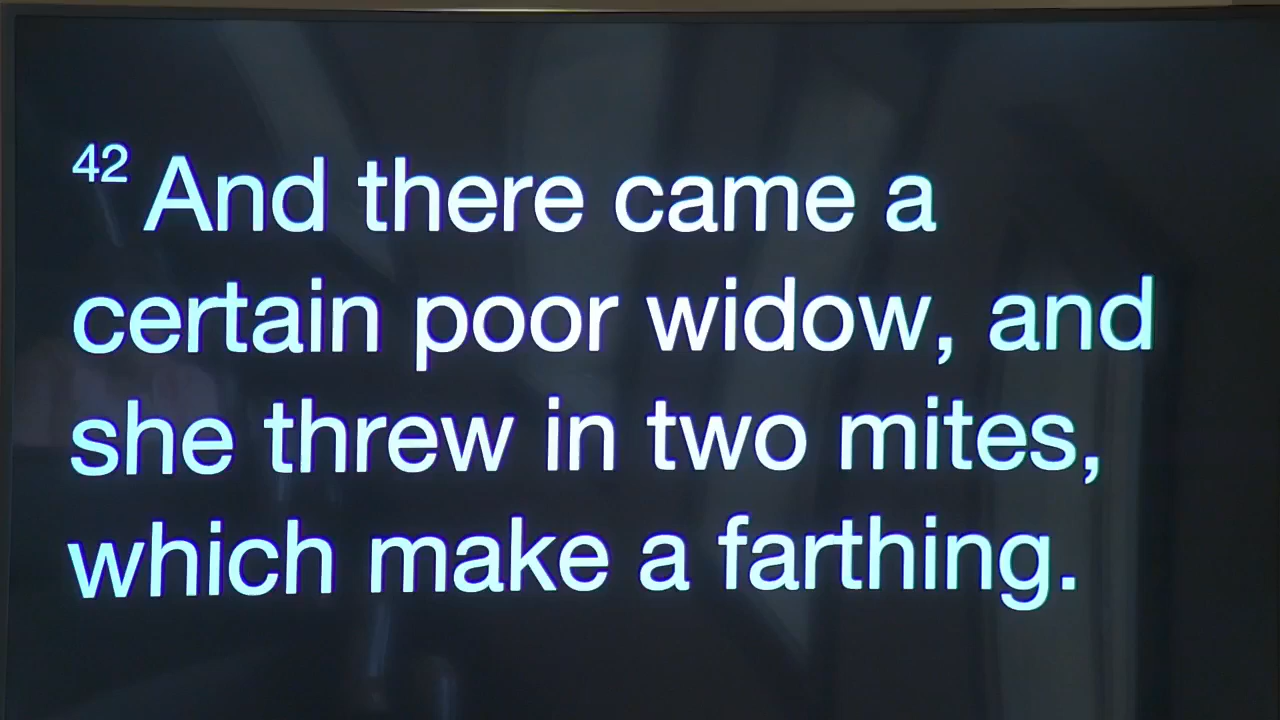 42 And there came a
certain poor widow, and
she threw in two mites,
which make a farthing.